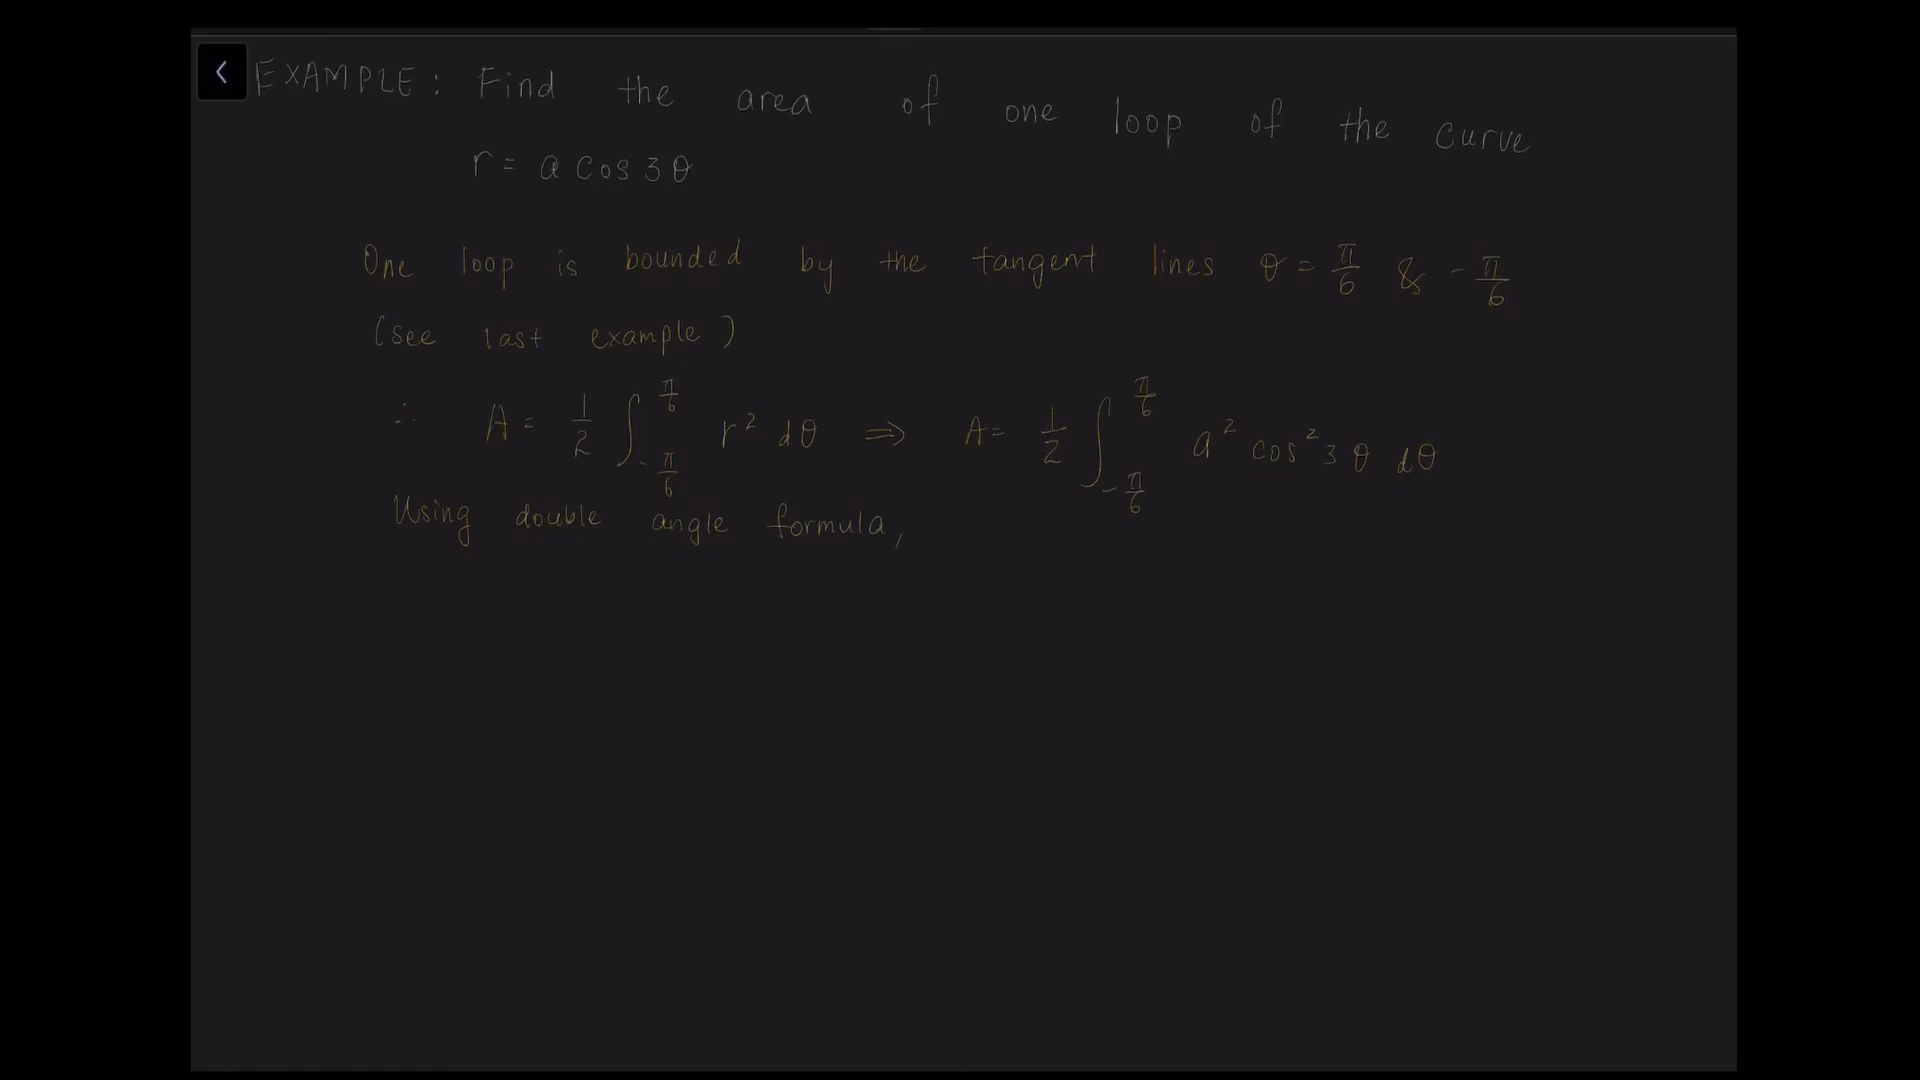 EXAMPLE: Find the area of one loop of the curve
r = a cos 3θ
One loop is bounded by the tangent lines θ = π/6 & -π/6
(see last example)
∴ A = 1/2 ∫_{-π/6}^{π/6} r² dθ ⇒ A = 1/2 ∫_{-π/6}^{π/6} a² cos² 3θ dθ
Using double angle formula,